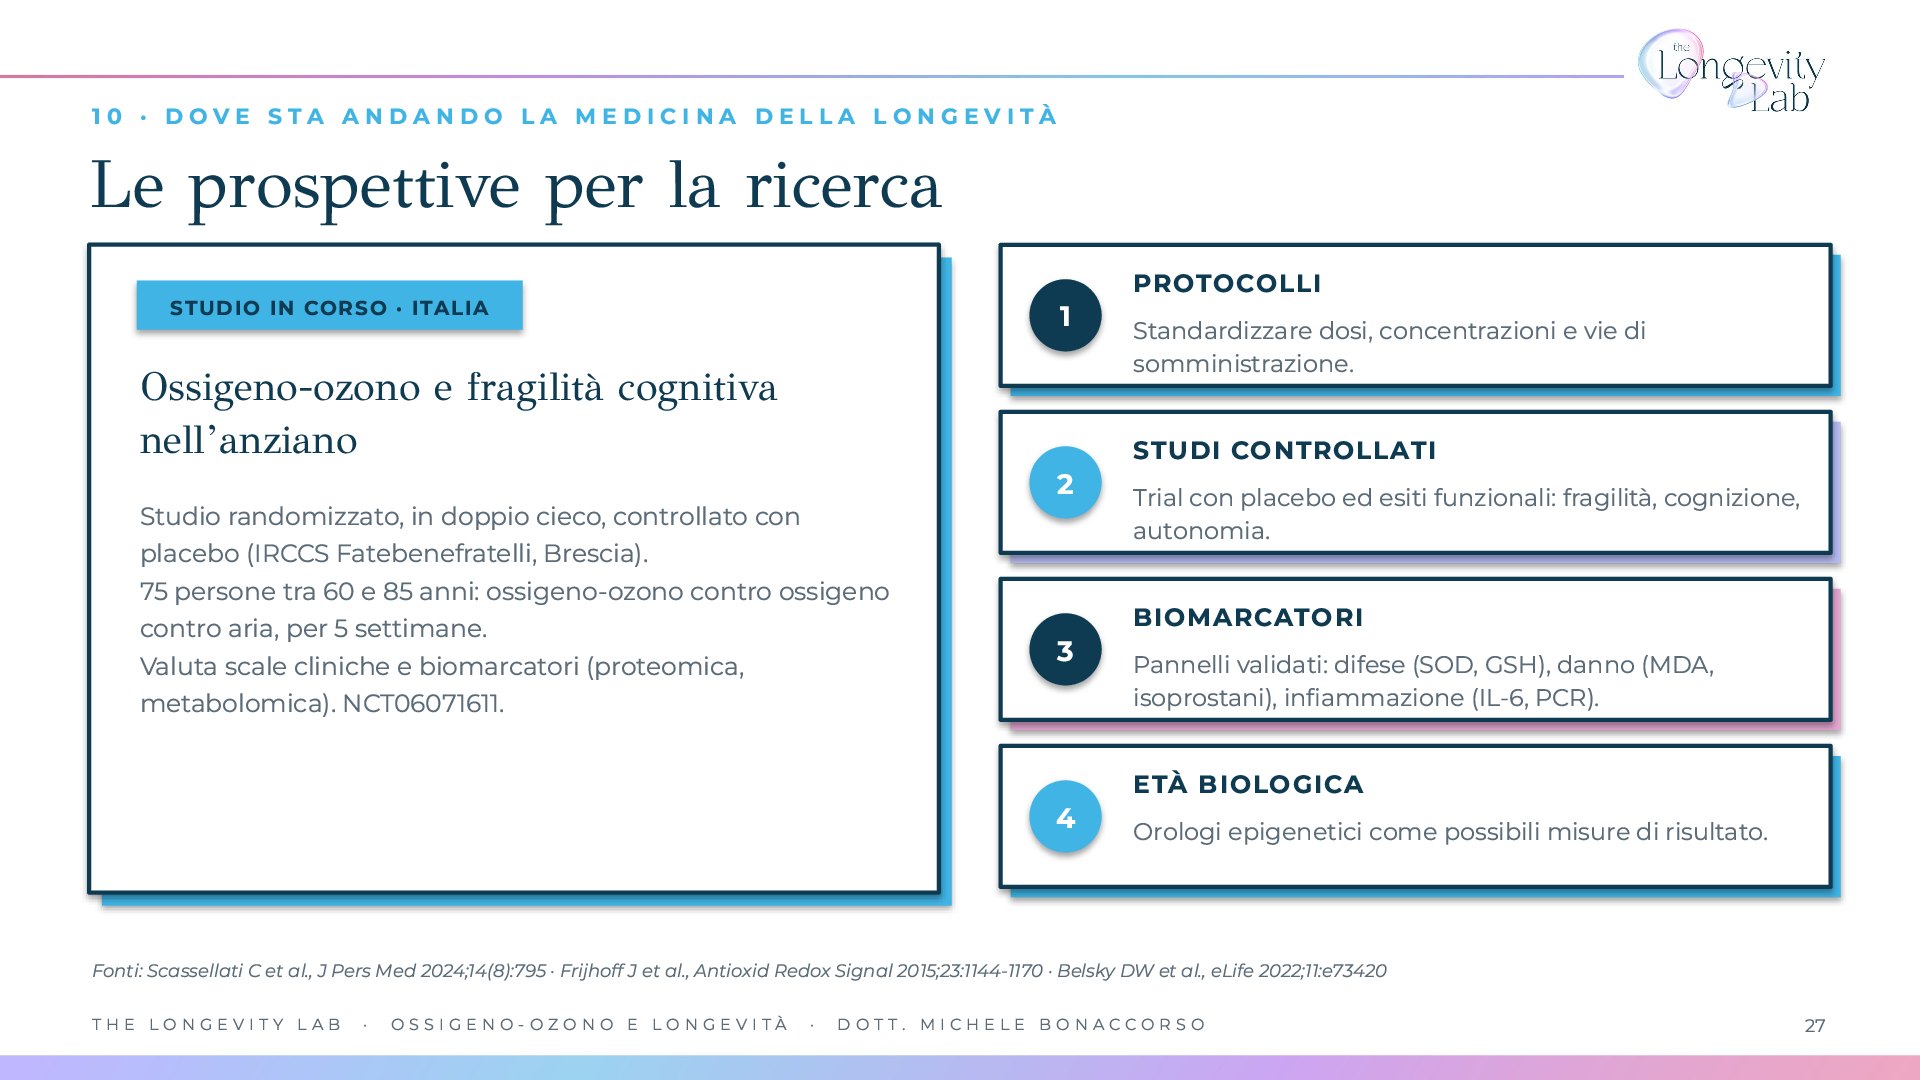 the
Longevity
Lab
10 · DOVE STA ANDANDO LA MEDICINA DELLA LONGEVITÀ
Le prospettive per la ricerca
STUDIO IN CORSO · ITALIA
Ossigeno-ozono e fragilità cognitiva
nell’anziano
Studio randomizzato, in doppio cieco, controllato con
placebo (IRCCS Fatebenefratelli, Brescia).
75 persone tra 60 e 85 anni: ossigeno-ozono contro ossigeno
contro aria, per 5 settimane.
Valuta scale cliniche e biomarcatori (proteomica,
metabolomica). NCT06071611.
1
PROTOCOLLI
Standardizzare dosi, concentrazioni e vie di
somministrazione.
2
STUDI CONTROLLATI
Trial con placebo ed esiti funzionali: fragilità, cognizione,
autonomia.
3
BIOMARCATORI
Pannelli validati: difese (SOD, GSH), danno (MDA,
isoprostani), infiammazione (IL-6, PCR).
4
ETÀ BIOLOGICA
Orologi epigenetici come possibili misure di risultato.
Fonti: Scassellati C et al., J Pers Med 2024;14(8):795 · Frijhoff J et al., Antioxid Redox Signal 2015;23:1144-1170 · Belsky DW et al., eLife 2022;11:e73420
THE LONGEVITY LAB · OSSIGENO-OZONO E LONGEVITÀ · DOTT. MICHELE BONACCORSO
27